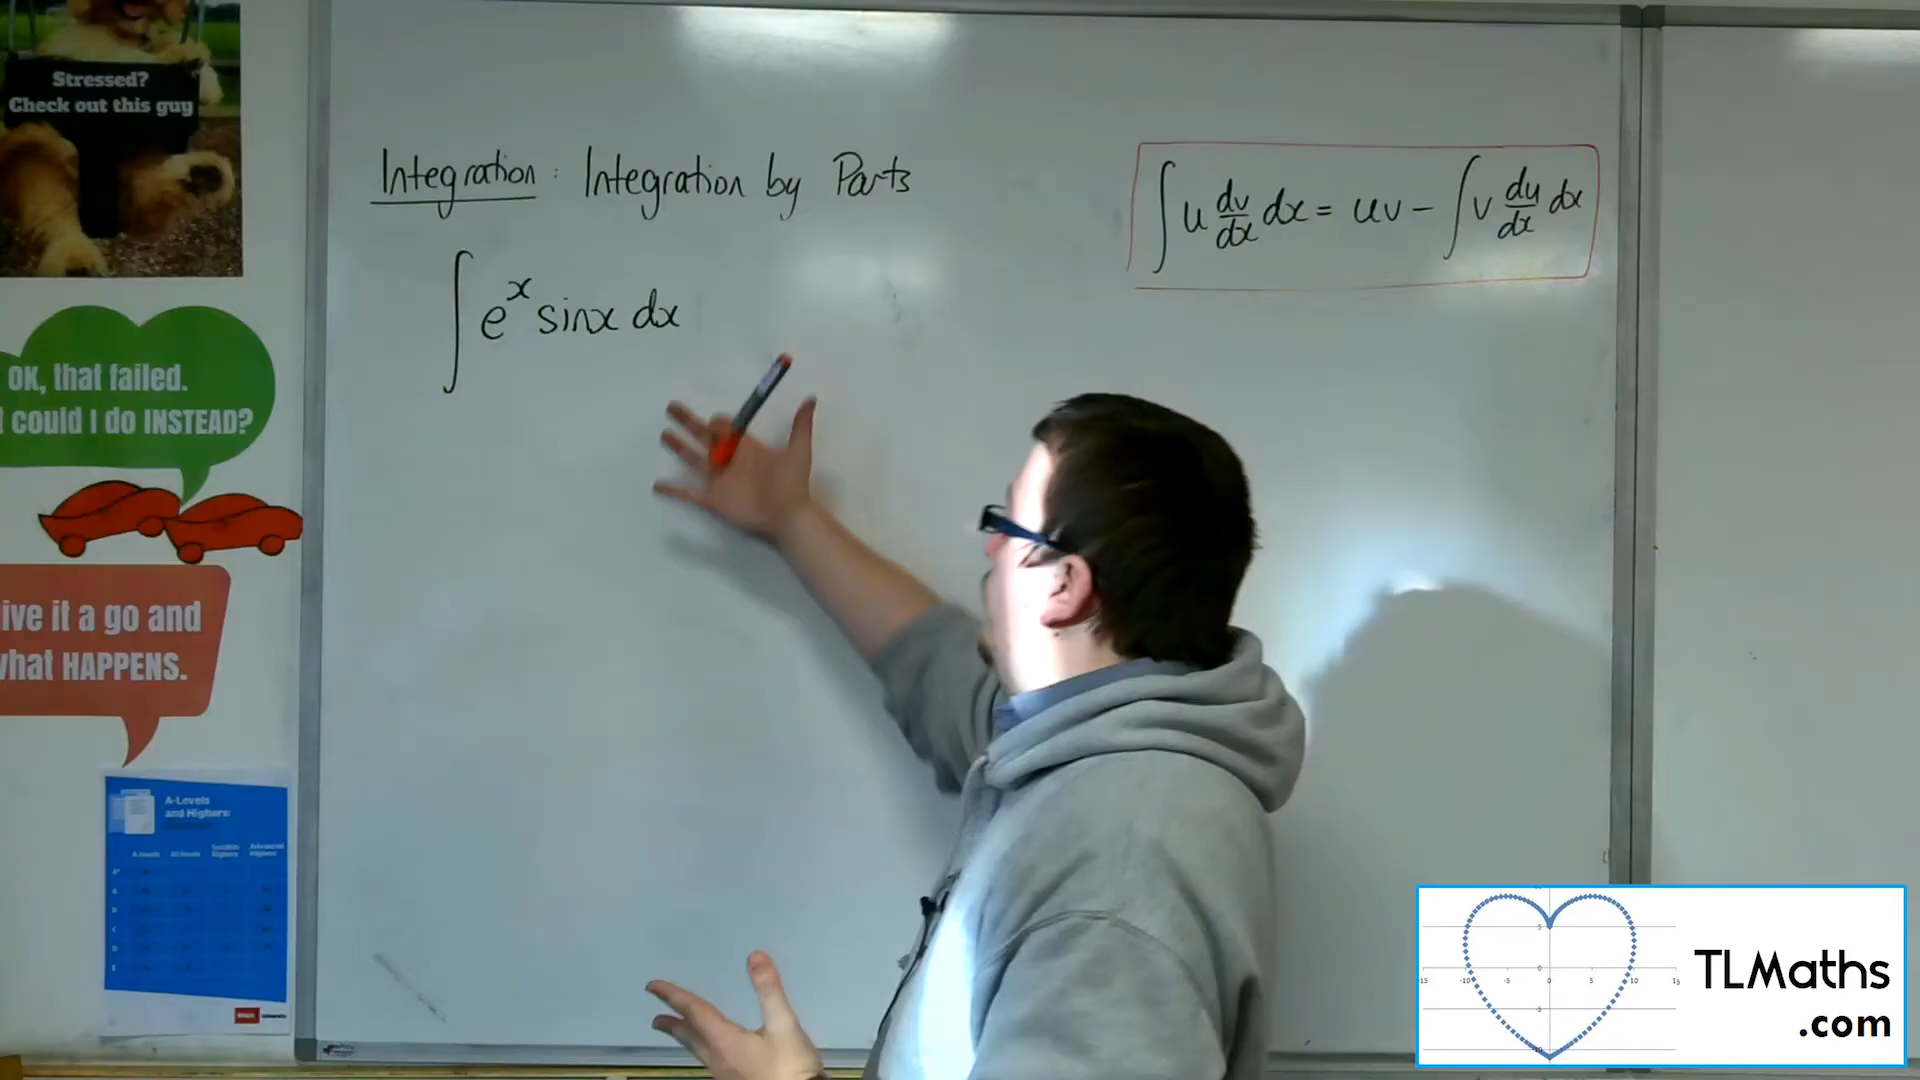 Stressed?
Check out this guy
Integration : Integration by Parts
∫ u dv/dx dx = uv − ∫ v du/dx dx
∫ e^x sinx dx
OK, that failed.
could I do INSTEAD?
ive it a go and
what HAPPENS.
A-Levels
and Highers:
TLMaths
.com